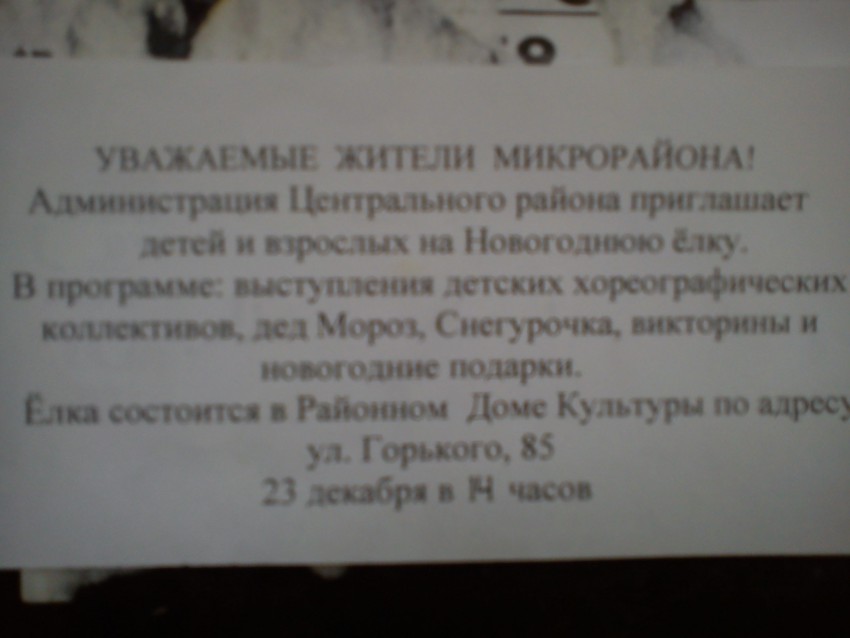 УВАЖАЕМЫЕ ЖИТЕЛИ МИКРОРАЙОНА!
Администрация Центрального района приглашает
детей и взрослых на Новогоднюю ёлку.
В программе: выступления детских хореографических
коллективов, дед Мороз, Снегурочка, викторины и
новогодние подарки.
Ёлка состоится в Районном Доме Культуры по адресу
ул. Горького, 85
23 декабря в 14 часов